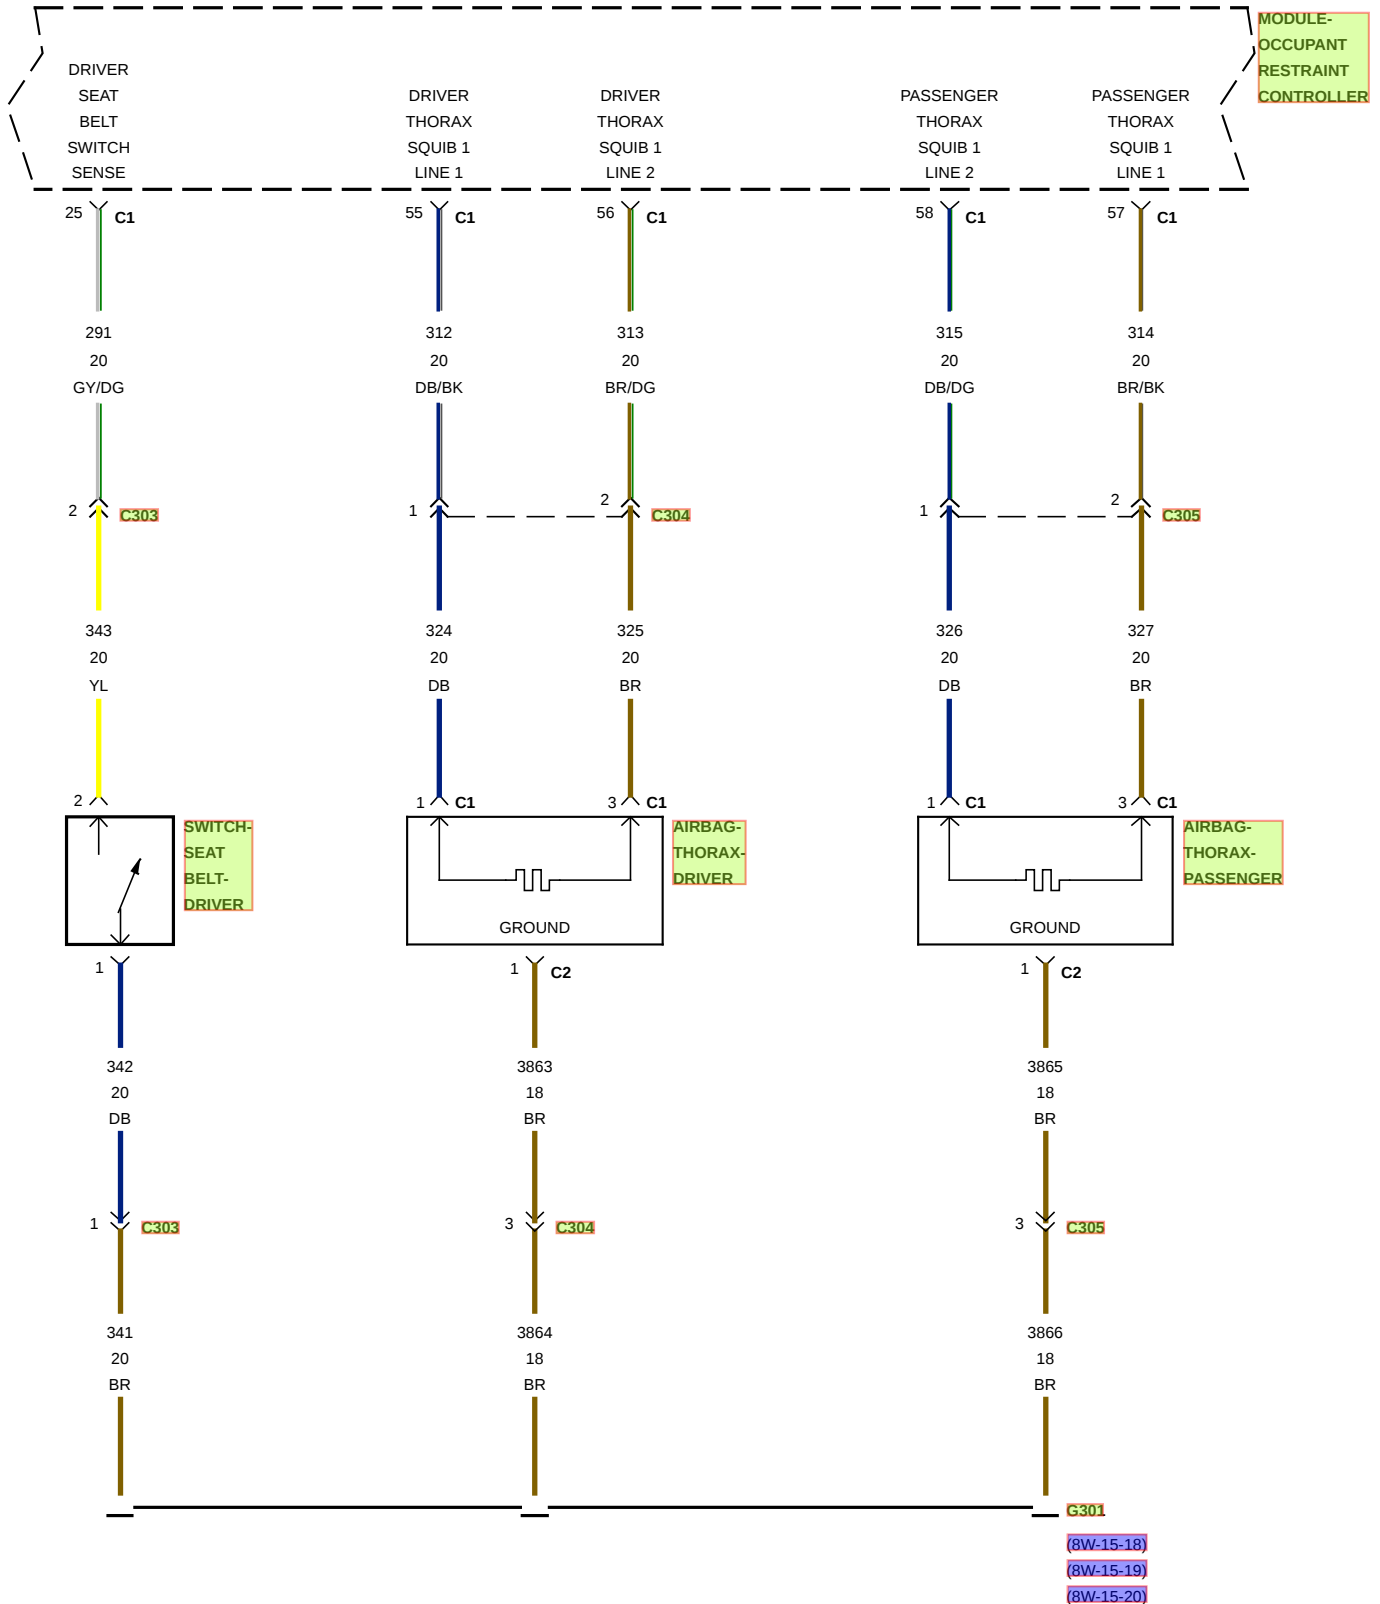 MODULE-
OCCUPANT
RESTRAINT
CONTROLLER
DRIVER
SEAT
BELT
SWITCH
SENSE
DRIVER
THORAX
SQUIB 1
LINE 1
DRIVER
THORAX
SQUIB 1
LINE 2
PASSENGER
THORAX
SQUIB 1
LINE 2
PASSENGER
THORAX
SQUIB 1
LINE 1
25 C1
55 C1
56 C1
58 C1
57 C1
291
20
GY/DG
312
20
DB/BK
313
20
BR/DG
315
20
DB/DG
314
20
BR/BK
2 C303
1
2 C304
1
2 C305
343
20
YL
324
20
DB
325
20
BR
326
20
DB
327
20
BR
2
1 C1
3 C1
1 C1
3 C1
SWITCH-
SEAT
BELT-
DRIVER
AIRBAG-
THORAX-
DRIVER
AIRBAG-
THORAX-
PASSENGER
GROUND
GROUND
1
1 C2
1 C2
342
20
DB
3863
18
BR
3865
18
BR
1 C303
3 C304
3 C305
341
20
BR
3864
18
BR
3866
18
BR
G301
(8W-15-18)
(8W-15-19)
(8W-15-20)